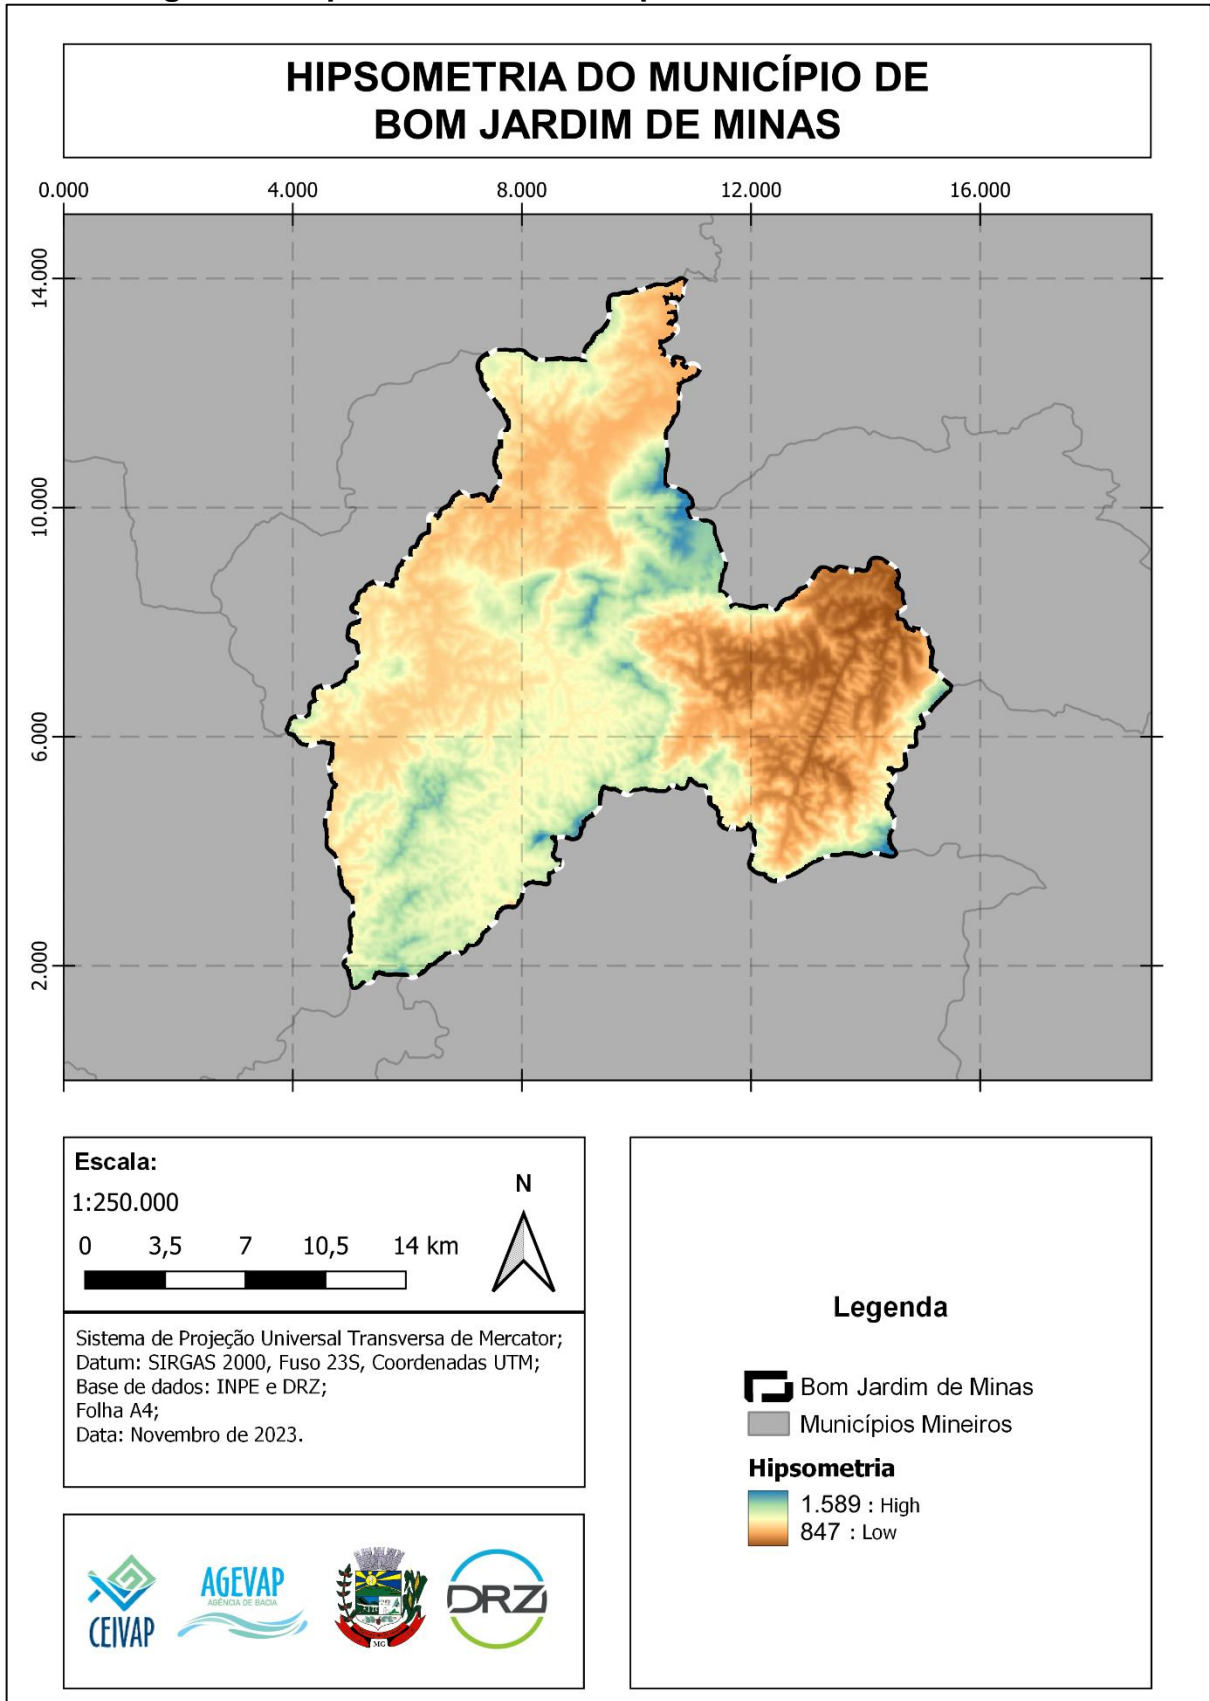 HIPSOMETRIA DO MUNICÍPIO DE
BOM JARDIM DE MINAS
0.000 4.000 8.000 12.000 16.000
14.000
10.000
6.000
2.000
Escala:
1:250.000
N
0 3,5 7 10,5 14 km
Sistema de Projeção Universal Transversa de Mercator;
Datum: SIRGAS 2000, Fuso 23S, Coordenadas UTM;
Base de dados: INPE e DRZ;
Folha A4;
Data: Novembro de 2023.
Legenda
Bom Jardim de Minas
Municípios Mineiros
Hipsometria
1.589 : High
847 : Low
CEIVAP
AGEVAP
AGÊNCIA DE BACIA
MG
DRZ